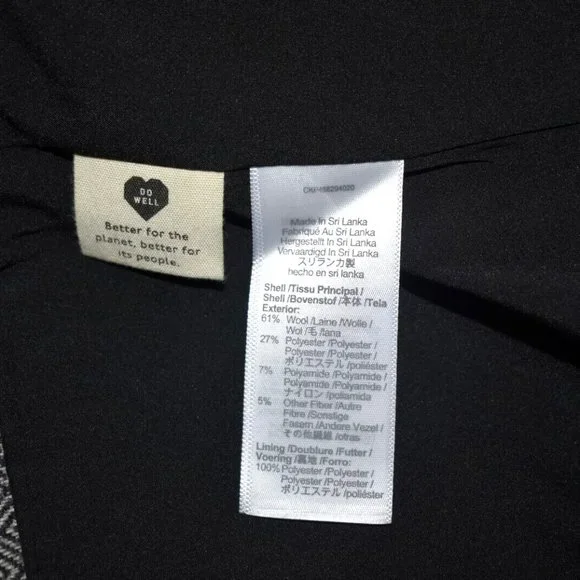 DO
WELL
Better for the
planet, better for
its people.
Made In Sri Lanka
Fabriqué Au Sri Lanka
Hergestellt In Sri Lanka
Vervaardigd In Sri Lanka
スリランカ製
hecho en sri lanka
Shell /Tissu Principal /
Shell /Bovenstof /本体 /Tela
Exterior:
61% Wool /Laine /Wolle /
Wol /毛 /lana
27% Polyester /Polyester /
Polyester /Polyester /
ポリエステル /poliéster
7% Polyamide /Polyamide /
Polyamide /Polyamide /
ナイロン /poliamida
5% Other Fiber /Autre
Fibre /Sonstige
Fasern /Andere Vezel /
その他繊維 /otras
Lining /Doublure /Futter /
Voering /裏地 /Forro:
100% Polyester /Polyester /
Polyester /Polyester /
ポリエステル /poliéster